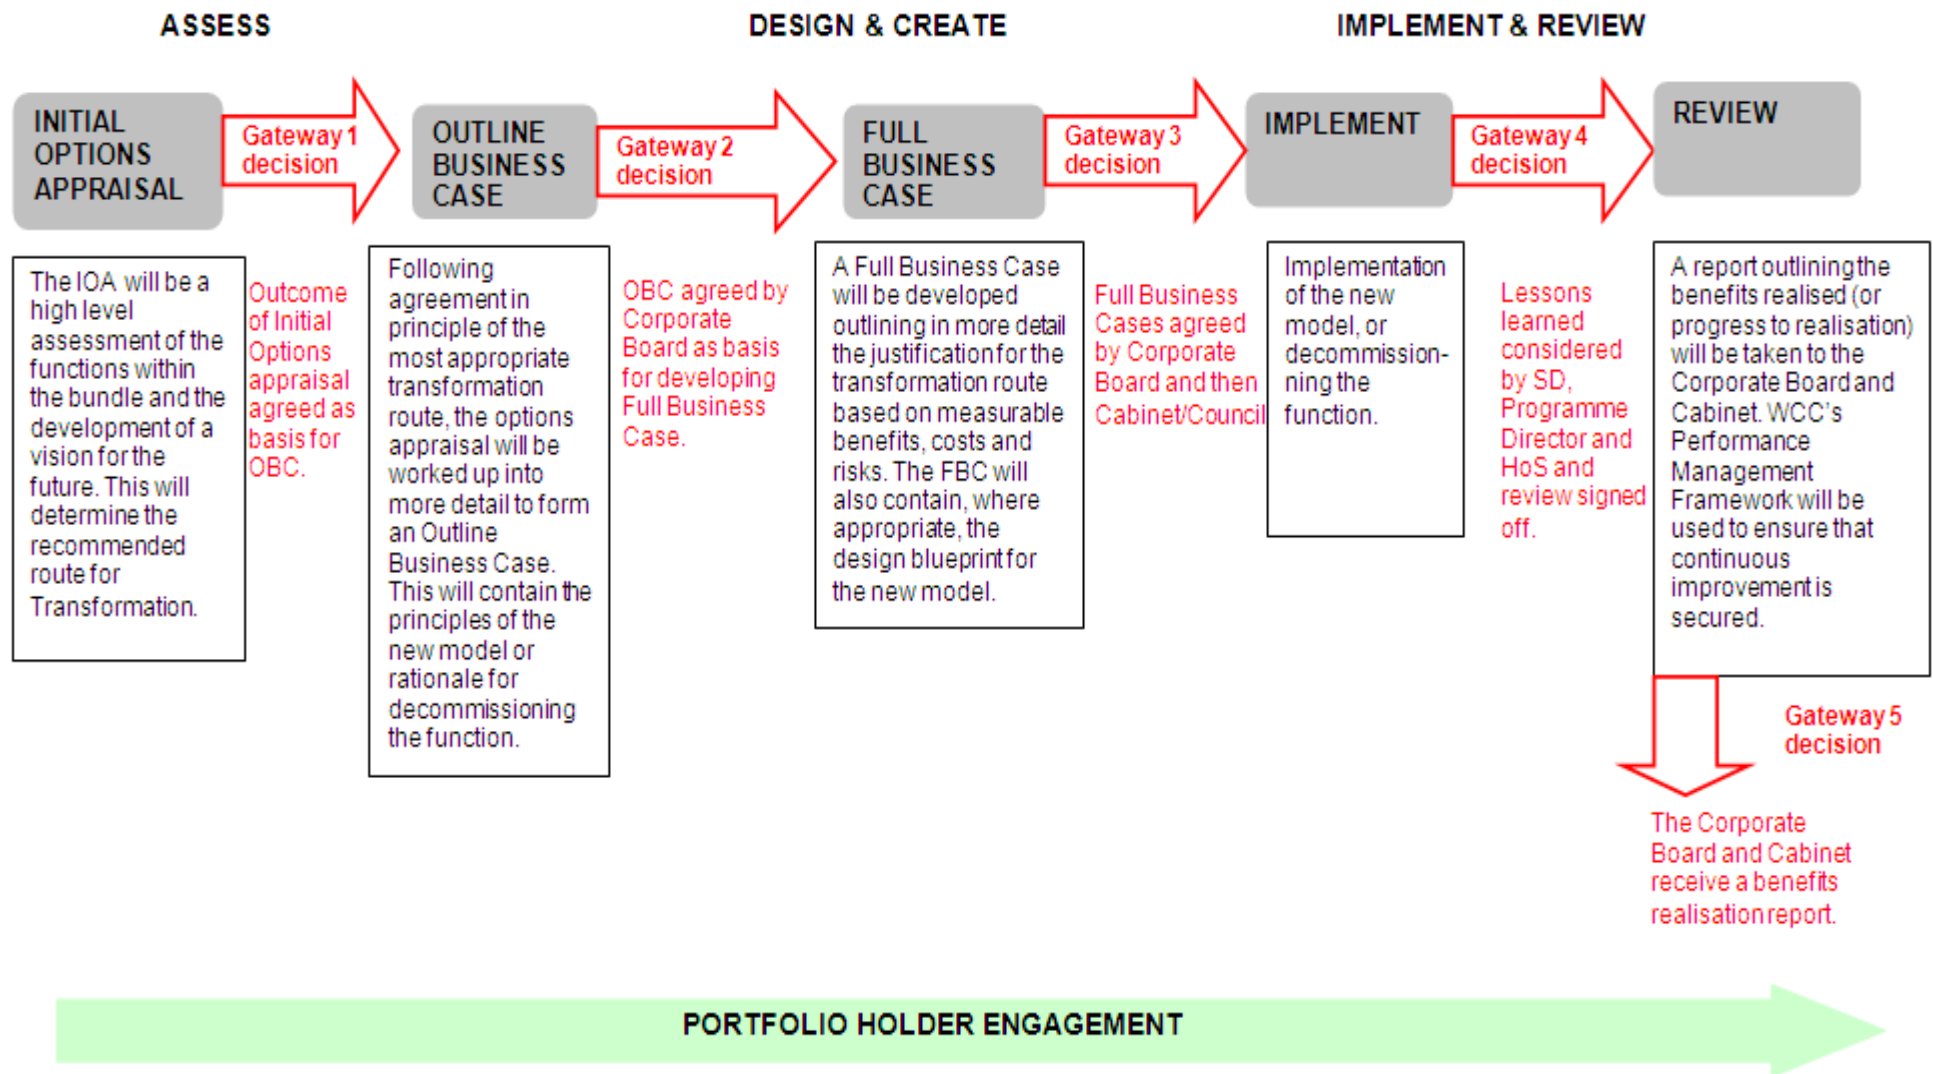 ASSESS
DESIGN & CREATE
IMPLEMENT & REVIEW
INITIAL
OPTIONS
APPRAISAL
Gateway 1
decision
OUTLINE
BUSINESS
CASE
Gateway 2
decision
FULL
BUSINESS
CASE
Gateway 3
decision
IMPLEMENT
Gateway 4
decision
REVIEW
The IOA will be a
high level
assessment of the
functions within
the bundle and the
development of a
vision for the
future. This will
determine the
recommended
route for
Transformation.
Outcome
of Initial
Options
appraisal
agreed as
basis for
OBC.
Following
agreement in
principle of the
most appropriate
transformation
route, the options
appraisal will be
worked up into
more detail to form
an Outline
Business Case.
This will contain the
principles of the
new model or
rationale for
decommissioning
the function.
OBC agreed by
Corporate
Board as basis
for developing
Full Business
Case.
A Full Business Case
will be developed
outlining in more detail
the justification for the
transformation route
based on measurable
benefits, costs and
risks. The FBC will
also contain, where
appropriate, the
design blueprint for
the new model.
Full Business
Cases agreed
by Corporate
Board and then
Cabinet/Council
Implementation
of the new
model, or
decommission-
ning the
function.
Lessons
learned
considered
by SD,
Programme
Director and
HoS and
review signed
off.
A report outlining the
benefits realised (or
progress to realisation)
will be taken to the
Corporate Board and
Cabinet. WCC's
Performance
Management
Framework will be
used to ensure that
continuous
improvement is
secured.
Gateway 5
decision
The Corporate
Board and Cabinet
receive a benefits
realisation report.
PORTFOLIO HOLDER ENGAGEMENT